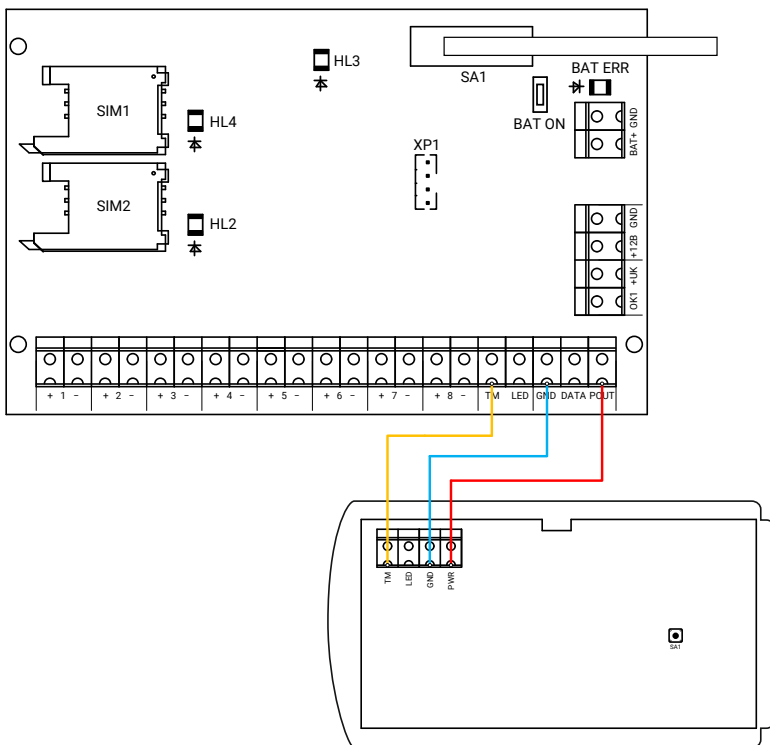 HL3
SA1
BAT ERR
BAT ON
BAT+ GND
SIM1
HL4
XP1
SIM2
HL2
OK1 +UK +12B GND
+ 1 - + 2 - + 3 - + 4 - + 5 - + 6 - + 7 - + 8 - TM LED GND DATA POUT
TM LED GND PWR
SA1